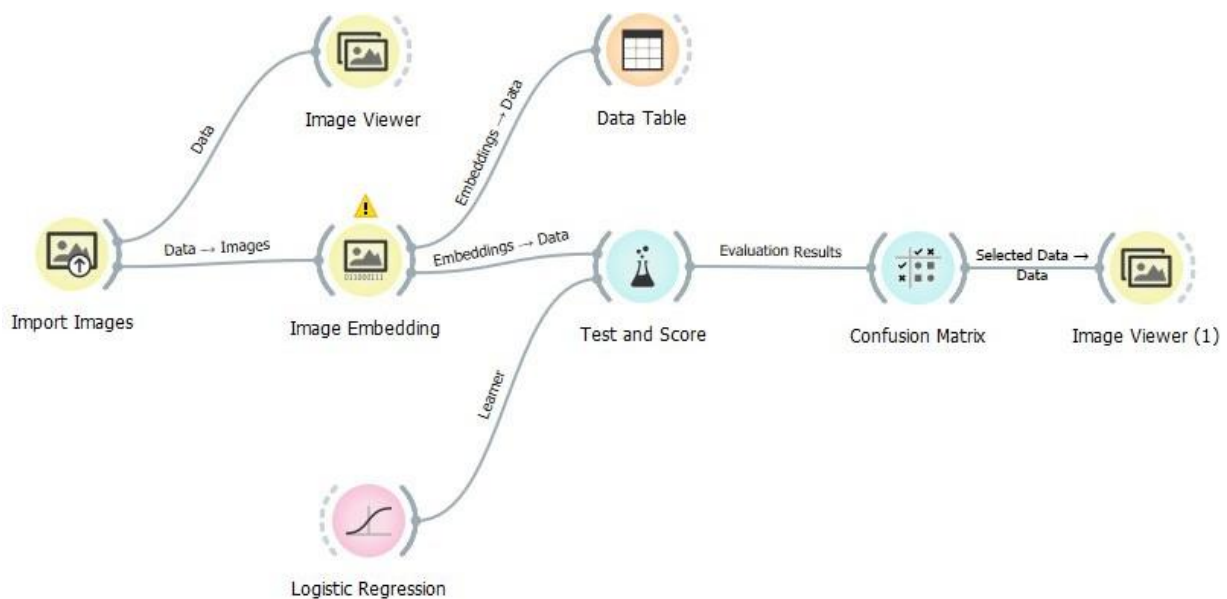 Image Viewer
Data Table
Data
Embeddings → Data
Data → Images
Embeddings → Data
Evaluation Results
Selected Data →
Data
011000111
Import Images
Image Embedding
Test and Score
Confusion Matrix
Image Viewer (1)
Learner
Logistic Regression